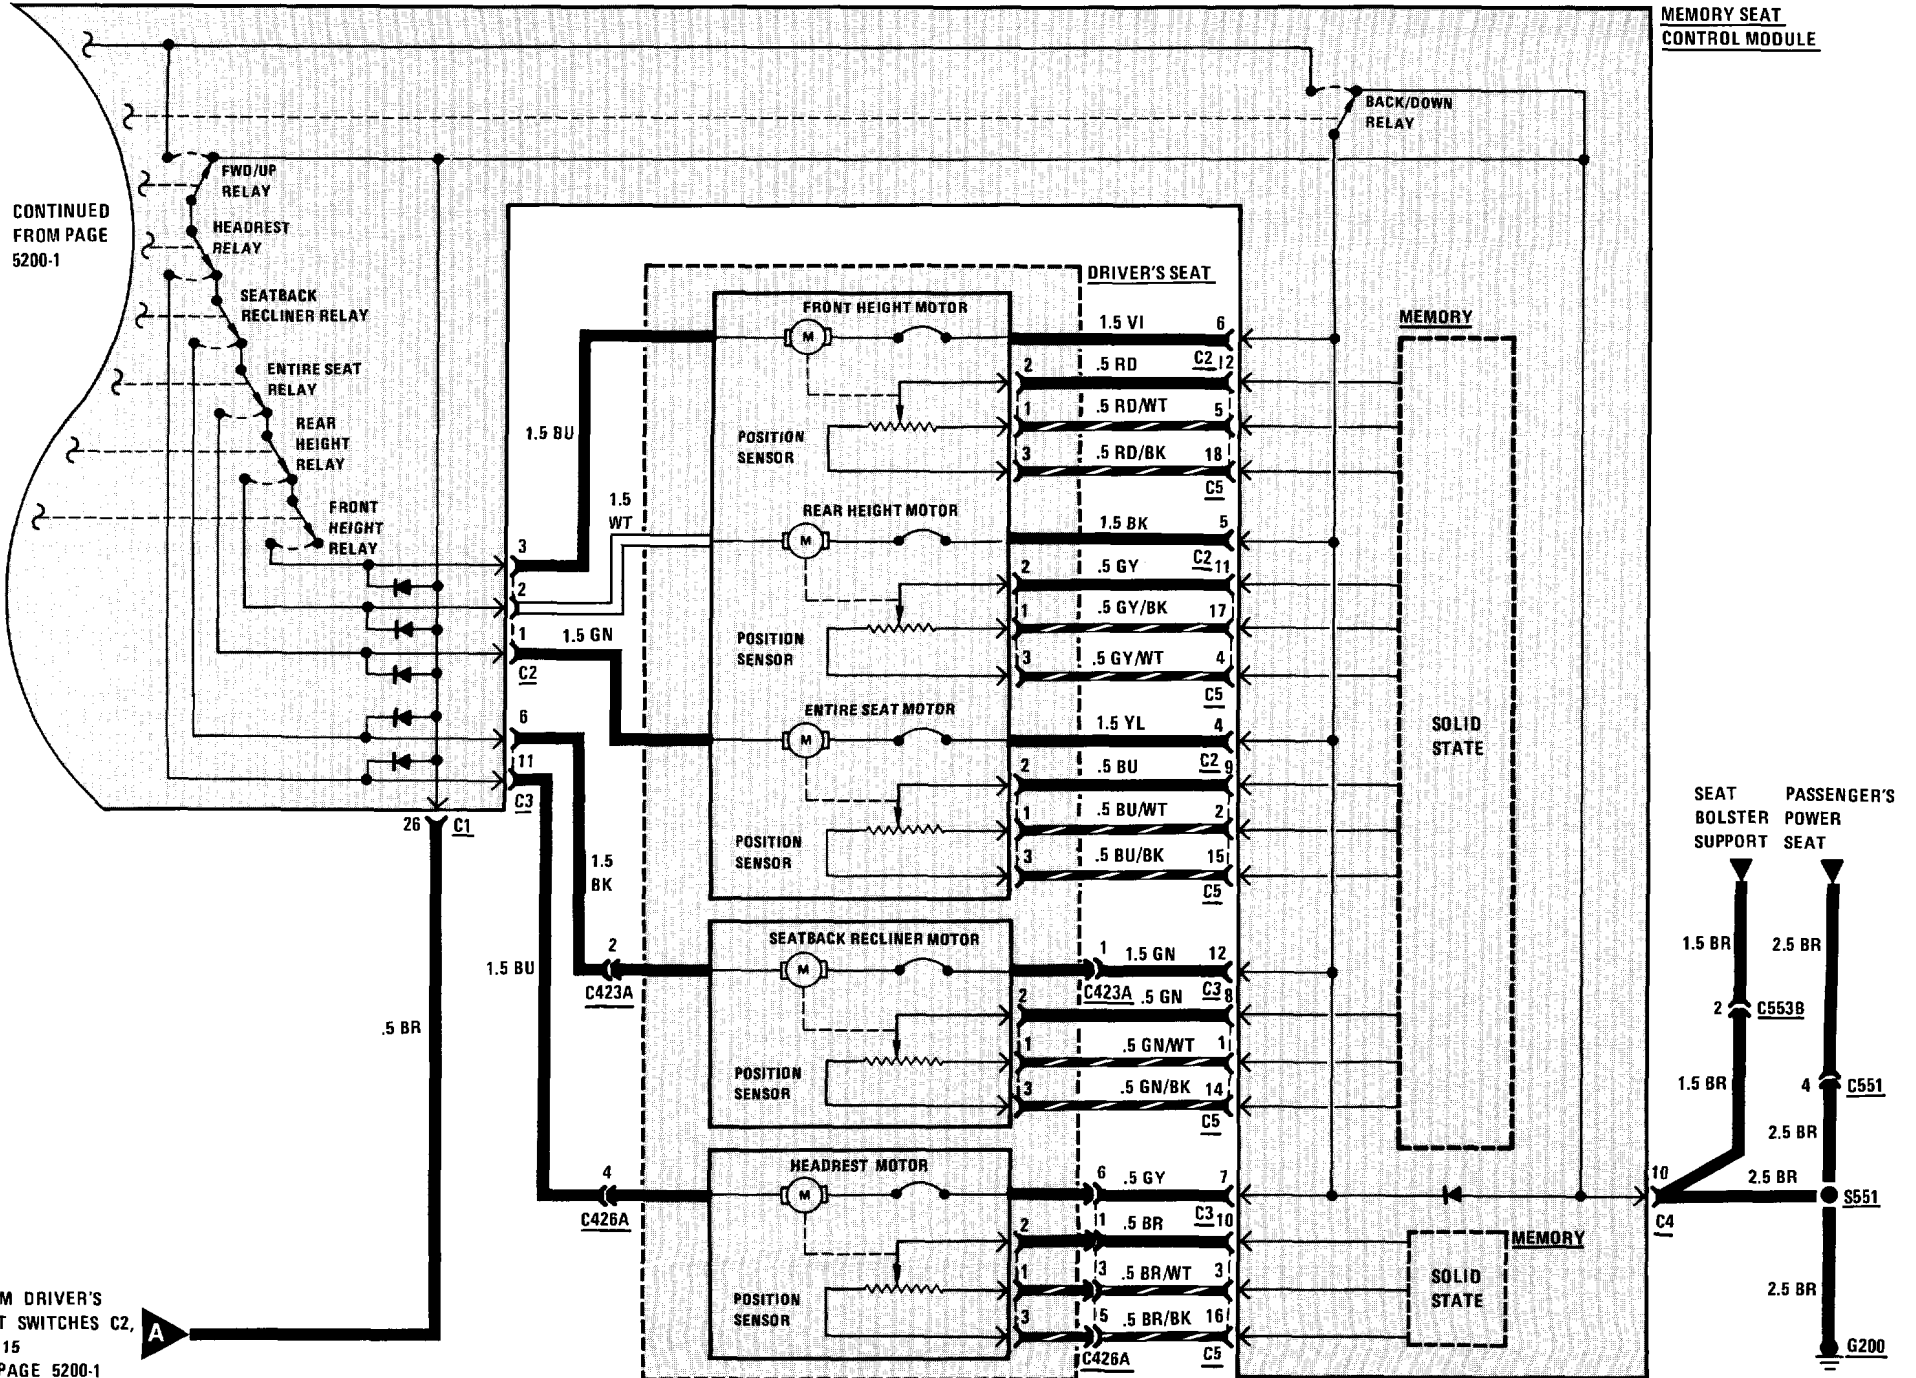 MEMORY SEAT
CONTROL MODULE
BACK/DOWN
RELAY
FWD/UP
RELAY
CONTINUED
FROM PAGE
5200-1
HEADREST
RELAY
SEATBACK
RECLINER RELAY
ENTIRE SEAT
RELAY
REAR
HEIGHT
RELAY
FRONT
HEIGHT
RELAY
3
2
1
C2
6
11
C3
26 C1
1.5 BU
1.5
WT
1.5 GN
1.5
BK
1.5 BU
.5 BR
2
C423A
4
C426A
M DRIVER'S
T SWITCHES C2,
15
PAGE 5200-1
A
DRIVER'S SEAT
FRONT HEIGHT MOTOR
M
1.5 VI 6
C2
2 .5 RD 12
1 .5 RD/WT 5
POSITION
SENSOR
3 .5 RD/BK 18
C5
REAR HEIGHT MOTOR
M
1.5 BK 5
C2
2 .5 GY 11
1 .5 GY/BK 17
POSITION
SENSOR
3 .5 GY/WT 4
C5
ENTIRE SEAT MOTOR
M
1.5 YL 4
C2
2 .5 BU 9
1 .5 BU/WT 2
POSITION
SENSOR
3 .5 BU/BK 15
C5
SEATBACK RECLINER MOTOR
M
1 1.5 GN 12
C423A C3
2 .5 GN 8
1 .5 GN/WT 1
POSITION
SENSOR
3 .5 GN/BK 14
C5
HEADREST MOTOR
M
6 .5 GY 7
C3
2 1 .5 BR 10
1 3 .5 BR/WT 3
POSITION
SENSOR
3 5 .5 BR/BK 16
C426A C5
MEMORY
SOLID
STATE
MEMORY
SOLID
STATE
SEAT
BOLSTER
SUPPORT
PASSENGER'S
POWER
SEAT
1.5 BR
2.5 BR
2 C553B
1.5 BR
4 C551
2.5 BR
10
2.5 BR
S551
C4
2.5 BR
G200